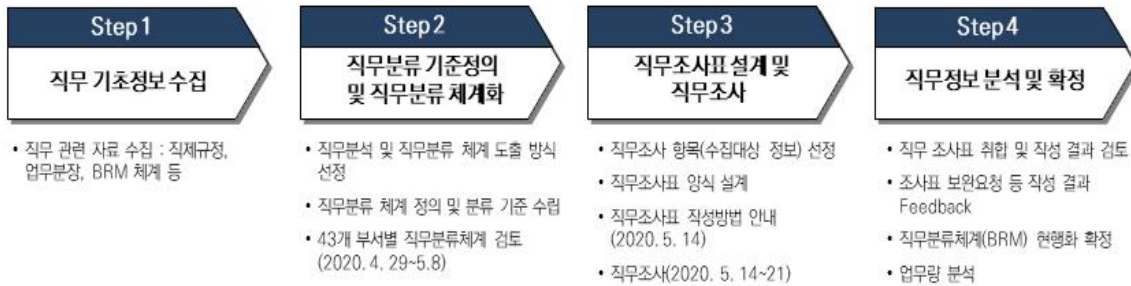 Step1
직무 기초정보 수집
• 직무 관련 자료 수집 : 직제규정,
업무분장, BRM 체계 등
Step2
직무분류 기준정의
및 직무분류 체계화
• 직무분석 및 직무분류 체계 도출 방식
선정
• 직무분류 체계 정의 및 분류 기준 수립
• 43개 부서별 직무분류체계 검토
(2020. 4. 29~5.8)
Step3
직무조사표 설계 및
직무조사
• 직무조사 항목(수집대상 정보) 선정
• 직무조사표 양식 설계
• 직무조사표 작성방법 안내
(2020. 5. 14)
• 직무조사(2020. 5. 14~21)
Step4
직무정보 분석 및 확정
• 직무 조사표 취합 및 작성 결과 검토
• 조사표 보완요청 등 작성 결과
Feedback
• 직무분류체계(BRM) 현행화 확정
• 업무량 분석